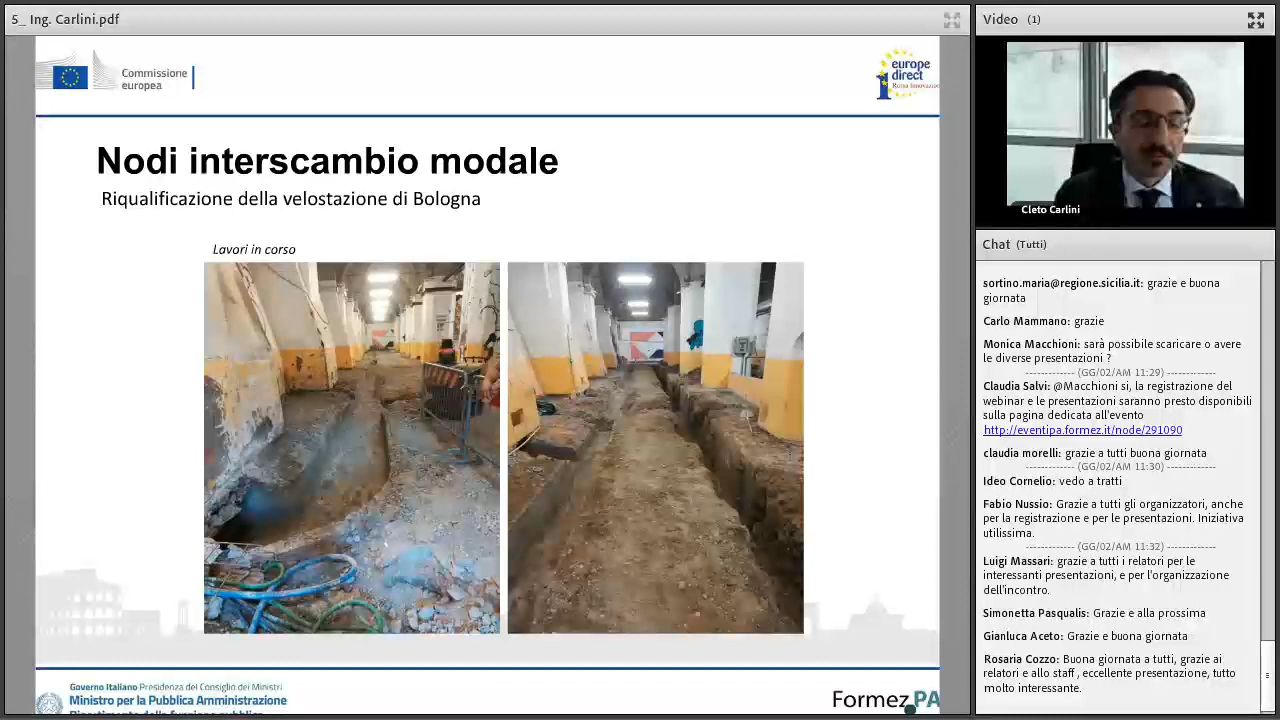 5_ Ing. Carlini.pdf
Commissione
europea
europe
direct
Roma Innovazione
Nodi interscambio modale
Riqualificazione della velostazione di Bologna
Lavori in corso
Governo Italiano Presidenza del Consiglio dei Ministri
Ministro per la Pubblica Amministrazione
Dipartimento della funzione pubblica
Formez PA
Video (1)
Cleto Carlini
Chat (Tutti)
sortino.maria@regione.sicilia.it: grazie e buona
giornata
Carlo Mammano: grazie
Monica Macchioni: sarà possibile scaricare o avere
le diverse presentazioni ?
------------- (GG/02/AM 11:29) -------------
Claudia Salvi: @Macchioni si, la registrazione del
webinar e le presentazioni saranno presto disponibili
sulla pagina dedicata all'evento
http://eventipa.formez.it/node/291090
claudia morelli: grazie a tutti buona giornata
------------- (GG/02/AM 11:30) -------------
Ideo Cornelio: vedo a tratti
Fabio Nussio: Grazie a tutti gli organizzatori, anche
per la registrazione e per le presentazioni. Iniziativa
utilissima.
------------- (GG/02/AM 11:32) -------------
Luigi Massari: grazie a tutti i relatori per le
interessanti presentazioni, e per l'organizzazione
dell'incontro.
Simonetta Pasqualis: Grazie e alla prossima
Gianluca Aceto: Grazie e buona giornata
Rosaria Cozzo: Buona giornata a tutti, grazie ai
relatori e allo staff , eccellente presentazione, tutto
molto interessante.